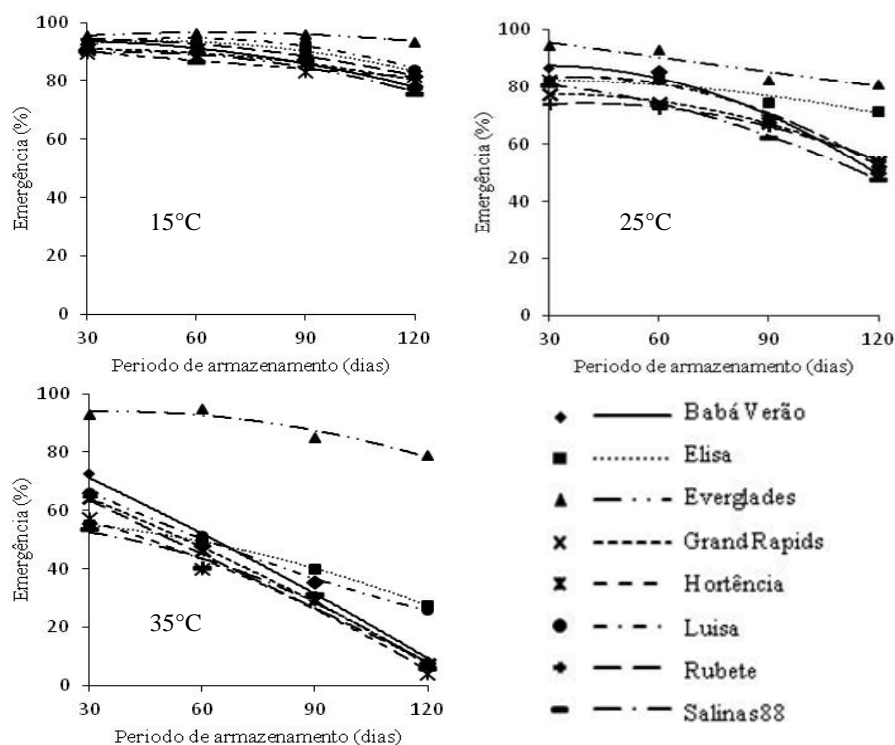 100
80
60
40
20
0
Emergência (%)
15°C
30 60 90 120
Periodo de armazenamento (dias)
100
80
60
40
20
0
Emergência (%)
25°C
30 60 90 120
Periodo de armazenamento (dias)
100
80
60
40
20
0
Emergência (%)
35°C
30 60 90 120
Periodo de armazenamento (dias)
Babá Verão
Elisa
Everglades
Grand Rapids
Hortência
Luisa
Rubete
Salinas88